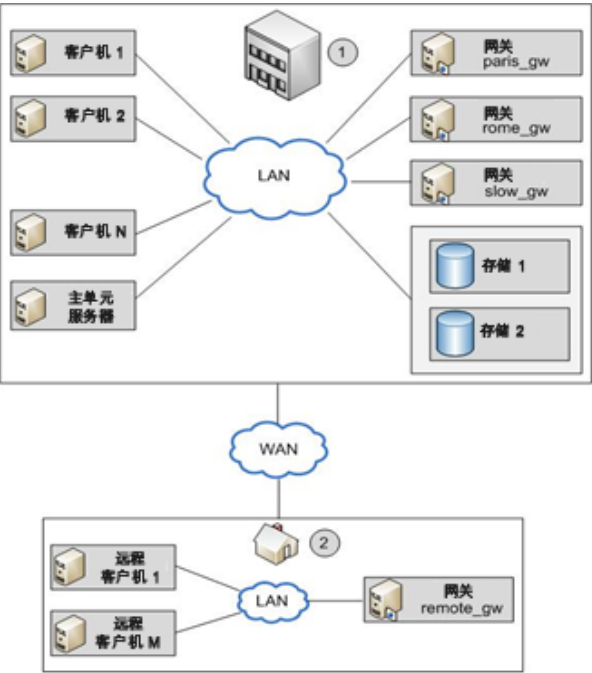 客户机 1
客户机 2
客户机 N
主单元
服务器
1
LAN
网关
paris_gw
网关
rome_gw
网关
slow_gw
存储 1
存储 2
WAN
2
远程
客户机 1
远程
客户机 M
LAN
网关
remote_gw